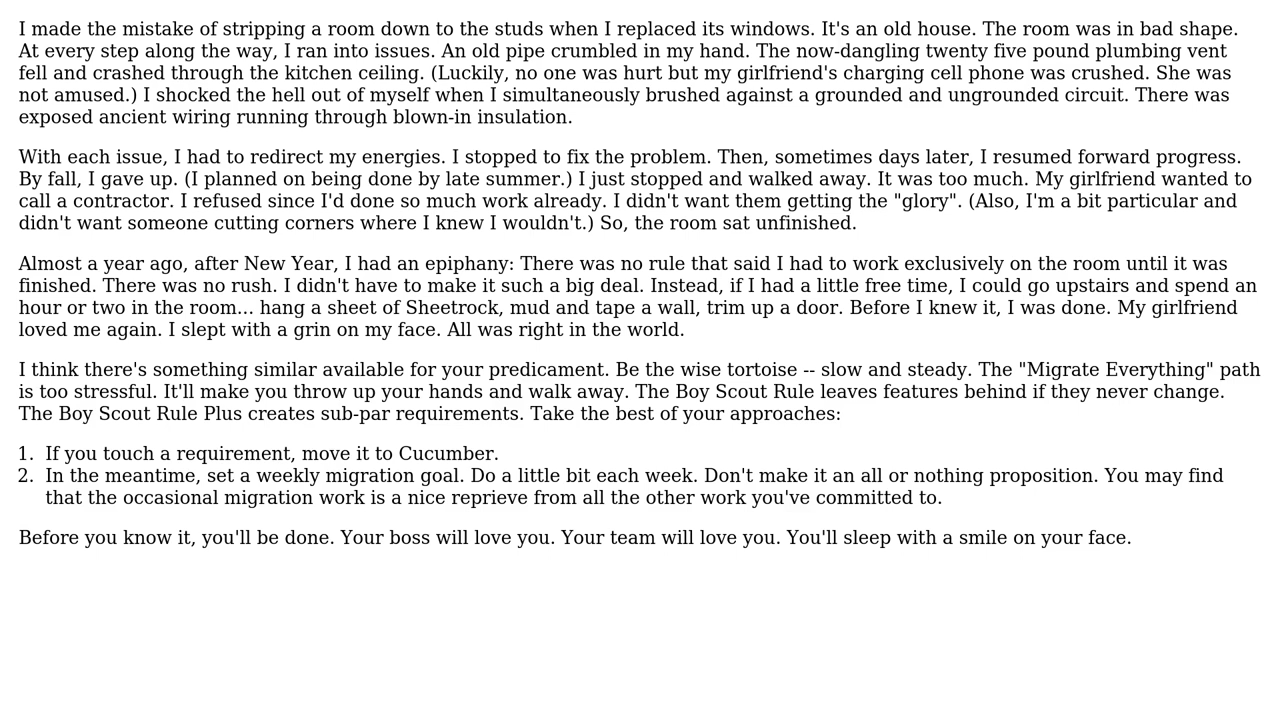 I made the mistake of stripping a room down to the studs when I replaced its windows. It's an old house. The room was in bad shape.
At every step along the way, I ran into issues. An old pipe crumbled in my hand. The now-dangling twenty five pound plumbing vent
fell and crashed through the kitchen ceiling. (Luckily, no one was hurt but my girlfriend's charging cell phone was crushed. She was
not amused.) I shocked the hell out of myself when I simultaneously brushed against a grounded and ungrounded circuit. There was
exposed ancient wiring running through blown-in insulation.
With each issue, I had to redirect my energies. I stopped to fix the problem. Then, sometimes days later, I resumed forward progress.
By fall, I gave up. (I planned on being done by late summer.) I just stopped and walked away. It was too much. My girlfriend wanted to
call a contractor. I refused since I'd done so much work already. I didn't want them getting the "glory". (Also, I'm a bit particular and
didn't want someone cutting corners where I knew I wouldn't.) So, the room sat unfinished.
Almost a year ago, after New Year, I had an epiphany: There was no rule that said I had to work exclusively on the room until it was
finished. There was no rush. I didn't have to make it such a big deal. Instead, if I had a little free time, I could go upstairs and spend an
hour or two in the room... hang a sheet of Sheetrock, mud and tape a wall, trim up a door. Before I knew it, I was done. My girlfriend
loved me again. I slept with a grin on my face. All was right in the world.
I think there's something similar available for your predicament. Be the wise tortoise -- slow and steady. The "Migrate Everything" path
is too stressful. It'll make you throw up your hands and walk away. The Boy Scout Rule leaves features behind if they never change.
The Boy Scout Rule Plus creates sub-par requirements. Take the best of your approaches:
1. If you touch a requirement, move it to Cucumber.
2. In the meantime, set a weekly migration goal. Do a little bit each week. Don't make it an all or nothing proposition. You may find
that the occasional migration work is a nice reprieve from all the other work you've committed to.
Before you know it, you'll be done. Your boss will love you. Your team will love you. You'll sleep with a smile on your face.